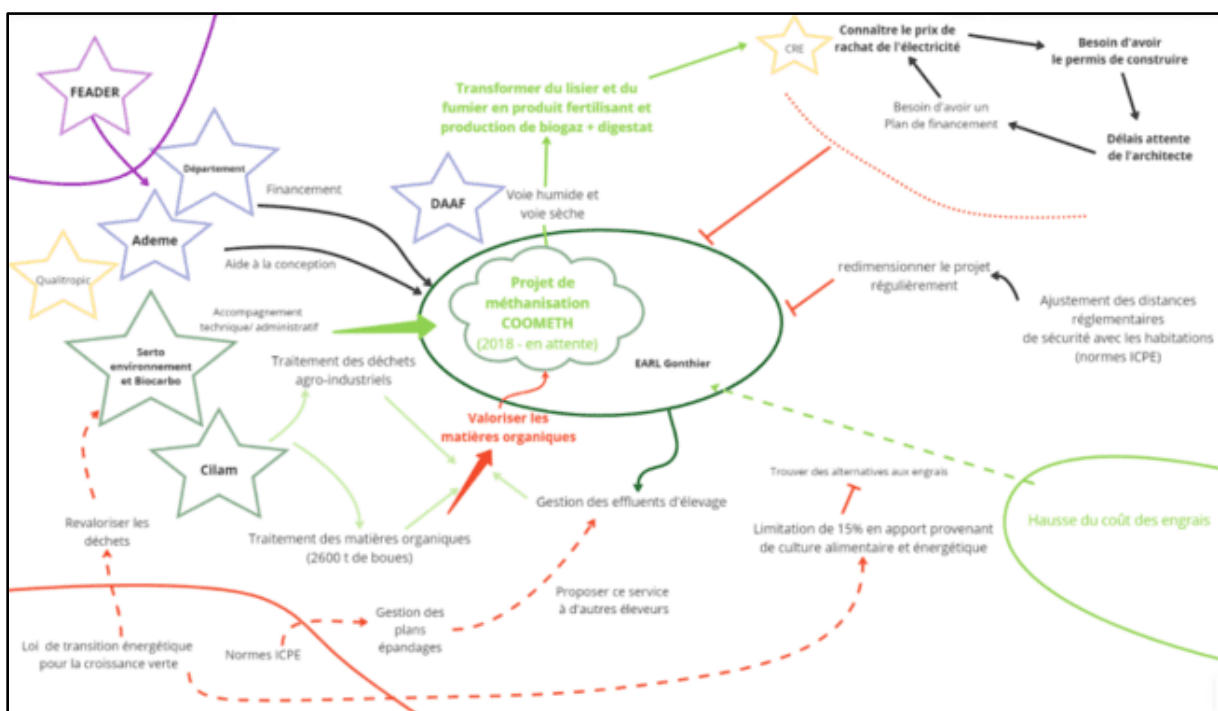 FEADER
Département
Ademe
Qualitropic
Financement
Aide à la conception
DAAF
Transformer du lisier et du
fumier en produit fertilisant et
production de biogaz + digestat
Voie humide et
voie sèche
CRE
Connaître le prix de
rachat de l'électricité
Besoin d'avoir
le permis de construire
Besoin d'avoir un
Plan de financement
Délais attente
de l'architecte
Projet de
méthanisation
COOMETH
(2018 - en attente)
EARL Gonthier
redimensionner le projet
régulièrement
Ajustement des distances
réglementaires
de sécurité avec les habitations
(normes ICPE)
Accompagnement
technique/ administratif
Serto
environnement
et Biocarbo
Traitement des déchets
agro-industriels
Valoriser les
matières organiques
Cilam
Gestion des effluents d'élevage
Trouver des alternatives aux engrais
Hausse du coût des engrais
Revaloriser les
déchets
Traitement des matières organiques
(2600 t de boues)
Limitation de 15% en apport provenant
de culture alimentaire et énergétique
Proposer ce service
à d'autres éleveurs
Gestion des
plans
épandages
Loi de transition énergétique
pour la croissance verte
Normes ICPE